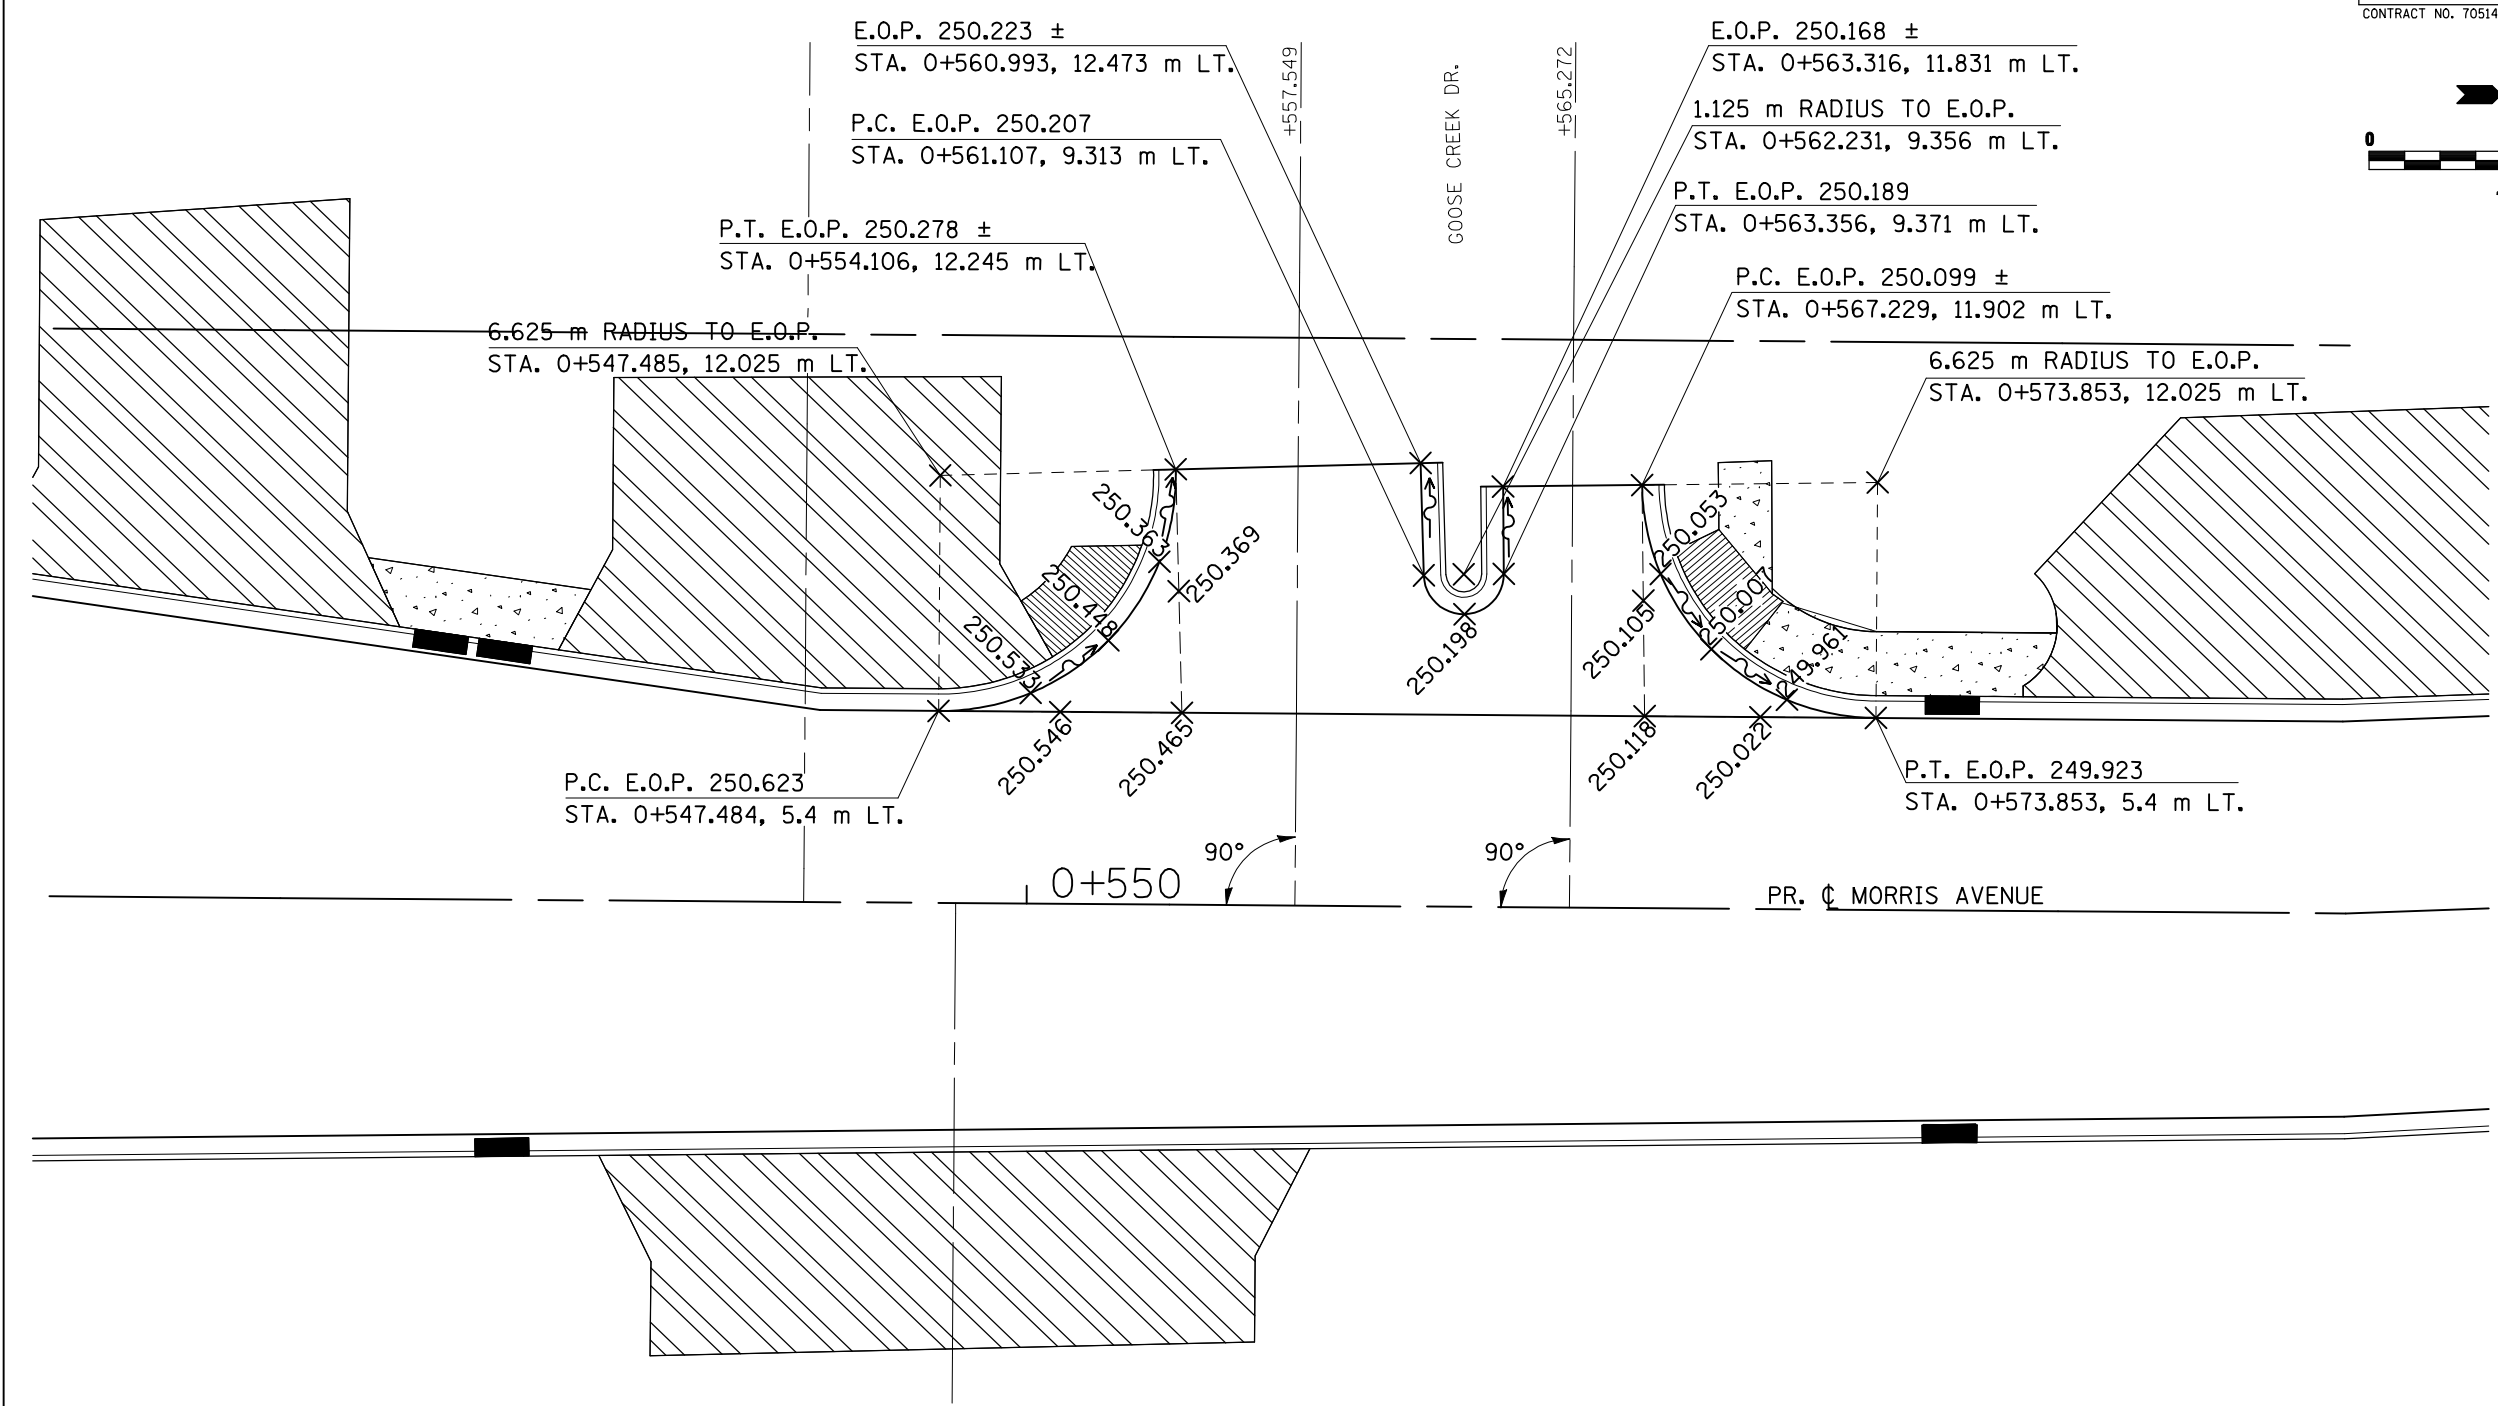 CONTRACT NO. 70514
E.O.P. 250.223 ±
STA. 0+560.993, 12.473 m LT.
E.O.P. 250.168 ±
STA. 0+563.316, 11.831 m LT.
+557.549
GOOSE CREEK DR.
+565.272
1.125 m RADIUS TO E.O.P.
STA. 0+562.231, 9.356 m LT.
P.C. E.O.P. 250.207
STA. 0+561.107, 9.313 m LT.
0
P.T. E.O.P. 250.189
STA. 0+563.356, 9.371 m LT.
P.T. E.O.P. 250.278 ±
STA. 0+554.106, 12.245 m LT.
P.C. E.O.P. 250.099 ±
STA. 0+567.229, 11.902 m LT.
6.625 m RADIUS TO E.O.P.
STA. 0+547.485, 12.025 m LT.
6.625 m RADIUS TO E.O.P.
STA. 0+573.853, 12.025 m LT.
250.363
250.369
250.448
250.533
250.053
250.007
249.961
250.105
250.198
250.546
250.465
250.118
250.022
P.C. E.O.P. 250.623
STA. 0+547.484, 5.4 m LT.
P.T. E.O.P. 249.923
STA. 0+573.853, 5.4 m LT.
90°
90°
0+550
PR. ℄ MORRIS AVENUE